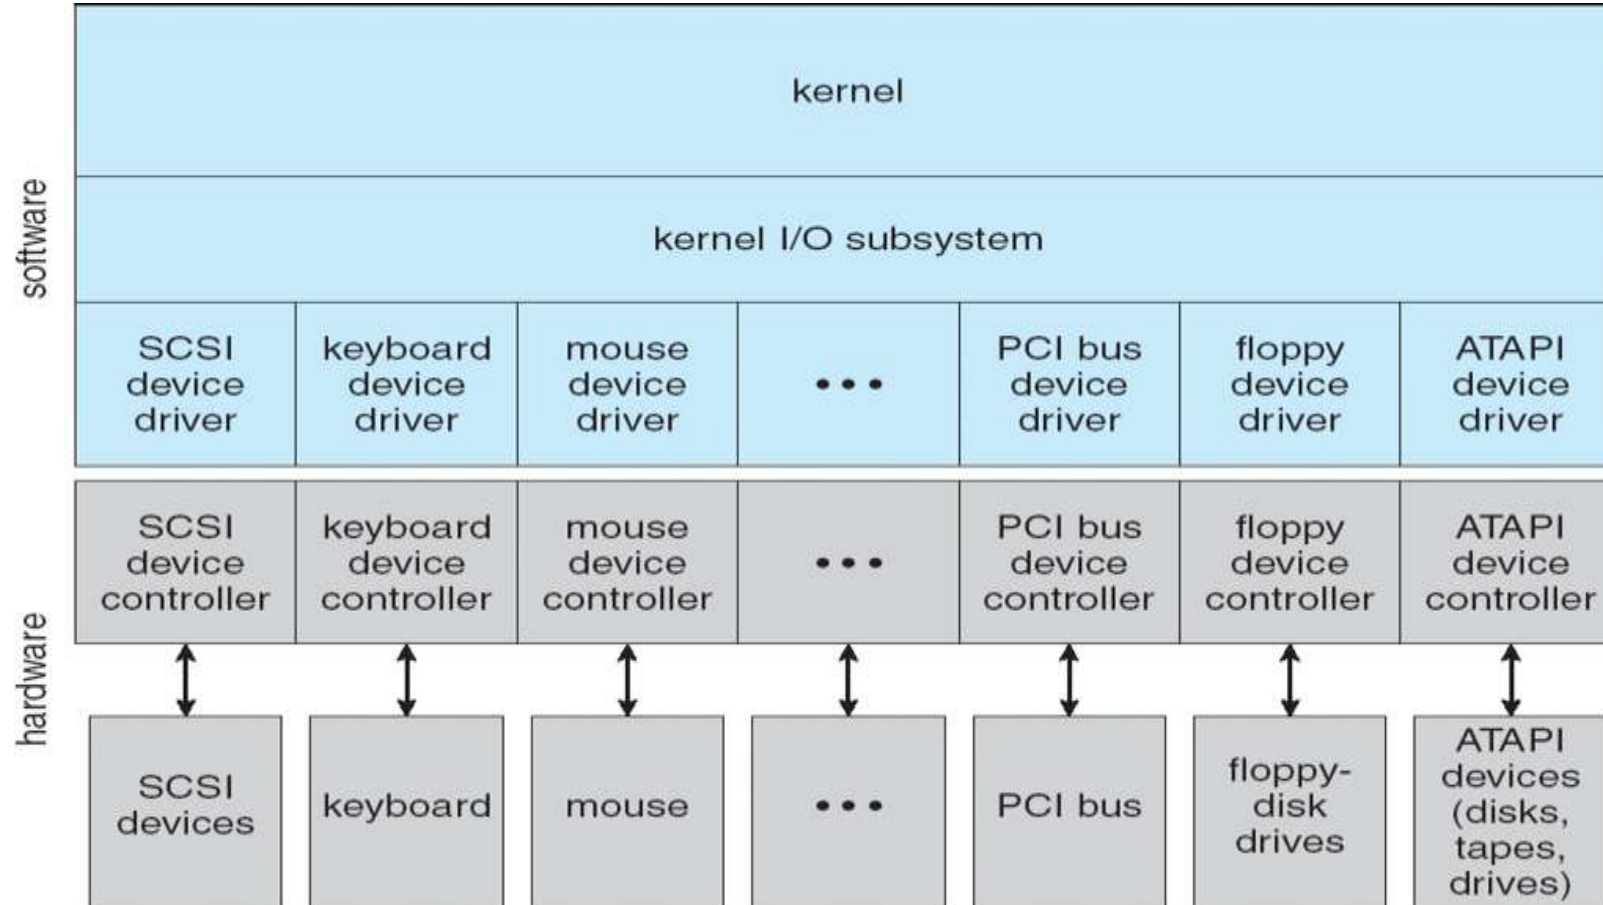 kernel
software
kernel I/O subsystem
SCSI
device
driver
keyboard
device
driver
mouse
device
driver
•••
PCI bus
device
driver
floppy
device
driver
ATAPI
device
driver
hardware
SCSI
device
controller
keyboard
device
controller
mouse
device
controller
•••
PCI bus
device
controller
floppy
device
controller
ATAPI
device
controller
SCSI
devices
keyboard
mouse
•••
PCI bus
floppy-
disk
drives
ATAPI
devices
(disks,
tapes,
drives)